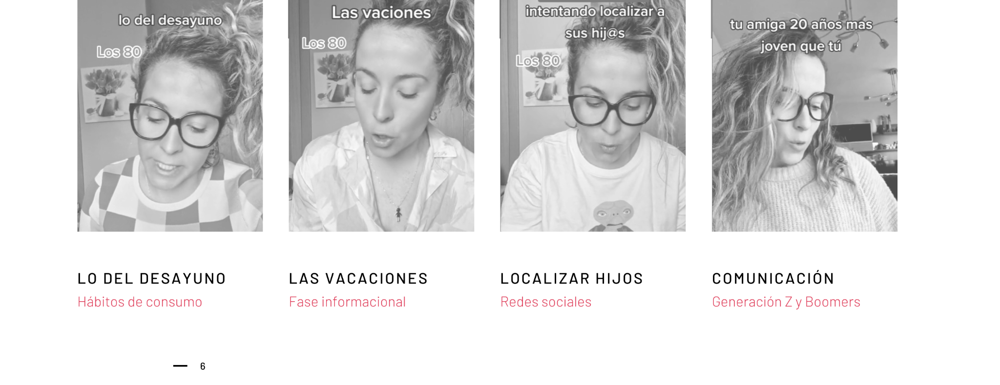 lo del desayuno
Los 80
Las vaciones
Los 80
intentando localizar a
sus hij@s
Los 80
tu amiga 20 años mas
joven que tú
LO DEL DESAYUNO
Hábitos de consumo
LAS VACACIONES
Fase informacional
LOCALIZAR HIJOS
Redes sociales
COMUNICACIÓN
Generación Z y Boomers
6